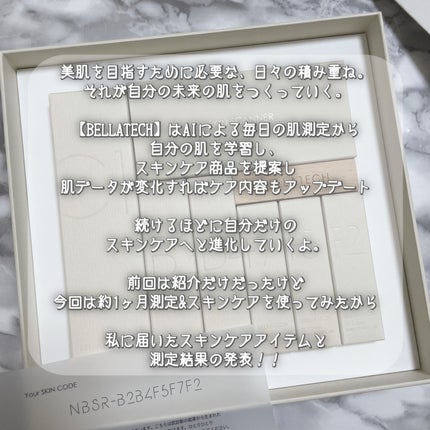 美肌を目指すために必要な、日々の積み重ね。
それが自分の未来の肌をつくっていく。
【BELLATECH】はAIによる毎日の肌測定から
自分の肌を学習し、
スキンケア商品を提案し
肌データが変化すればケア内容もアップデート
続けるほどに自分だけの
スキンケアへと進化していくよ。
前回は紹介だけだったけど
今回は約1ヶ月測定&スキンケアを使ってみたから
私に届いたスキンケアアイテムと
測定結果の発表！！
Your SKIN CODE
NBSR-B2B4F5F7F2